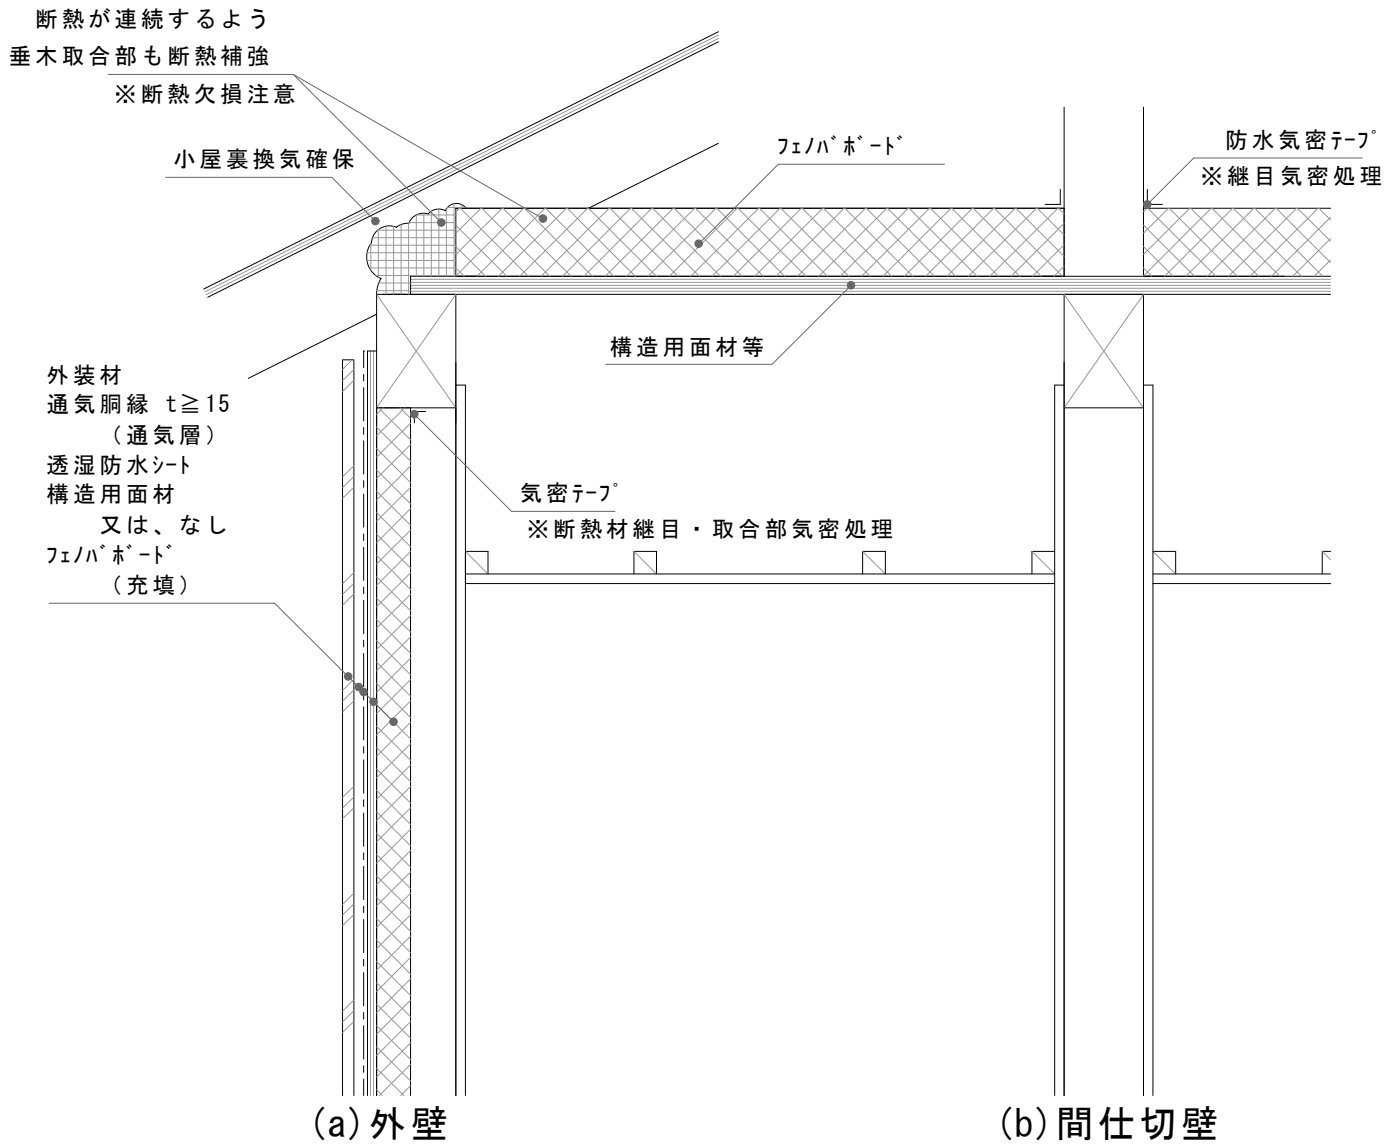 断熱が連続するよう
垂木取合部も断熱補強
※断熱欠損注意
小屋裏換気確保
ﾌｪﾉﾊﾞﾎﾞｰﾄﾞ
防水気密ﾃｰﾌﾟ
※継目気密処理
構造用面材等
外装材
通気胴縁 t≧15
（通気層）
透湿防水ｼｰﾄ
構造用面材
又は、なし
ﾌｪﾉﾊﾞﾎﾞｰﾄﾞ
（充填）
気密ﾃｰﾌﾟ
※断熱材継目・取合部気密処理
(a)外壁
(b)間仕切壁